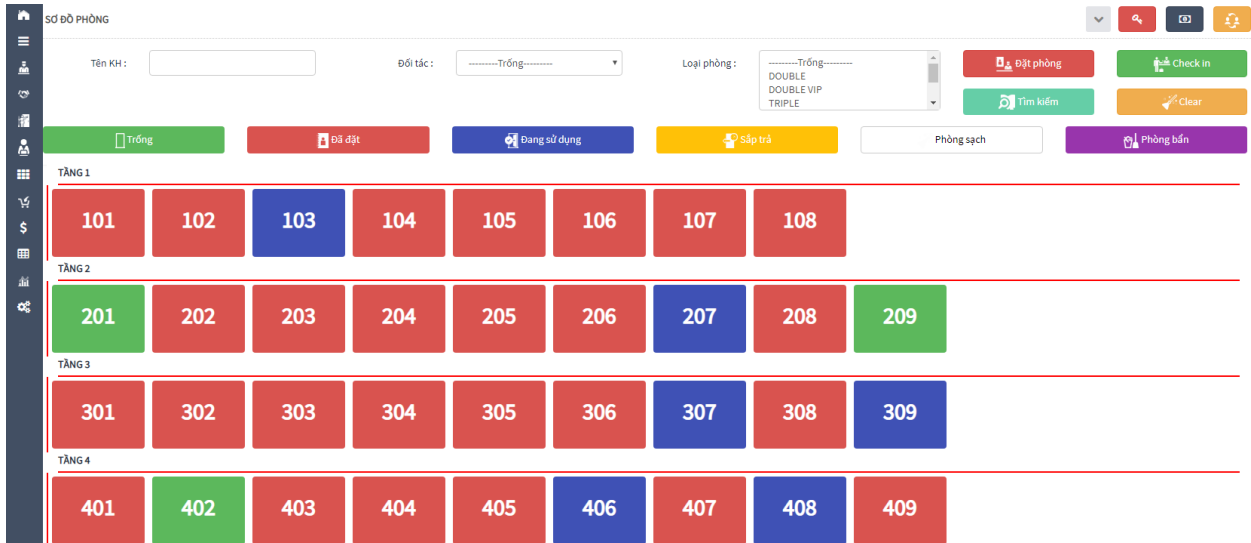 SƠ ĐỒ PHÒNG
Tên KH :
Đối tác :
---------Trống---------
Loại phòng :
---------Trống---------
DOUBLE
DOUBLE VIP
TRIPLE
Đặt phòng
Check in
Tìm kiếm
Clear
Trống
Đã đặt
Đang sử dụng
Sắp trả
Phòng sạch
Phòng bẩn
TẦNG 1
101 102 103 104 105 106 107 108
TẦNG 2
201 202 203 204 205 206 207 208 209
TẦNG 3
301 302 303 304 305 306 307 308 309
TẦNG 4
401 402 403 404 405 406 407 408 409